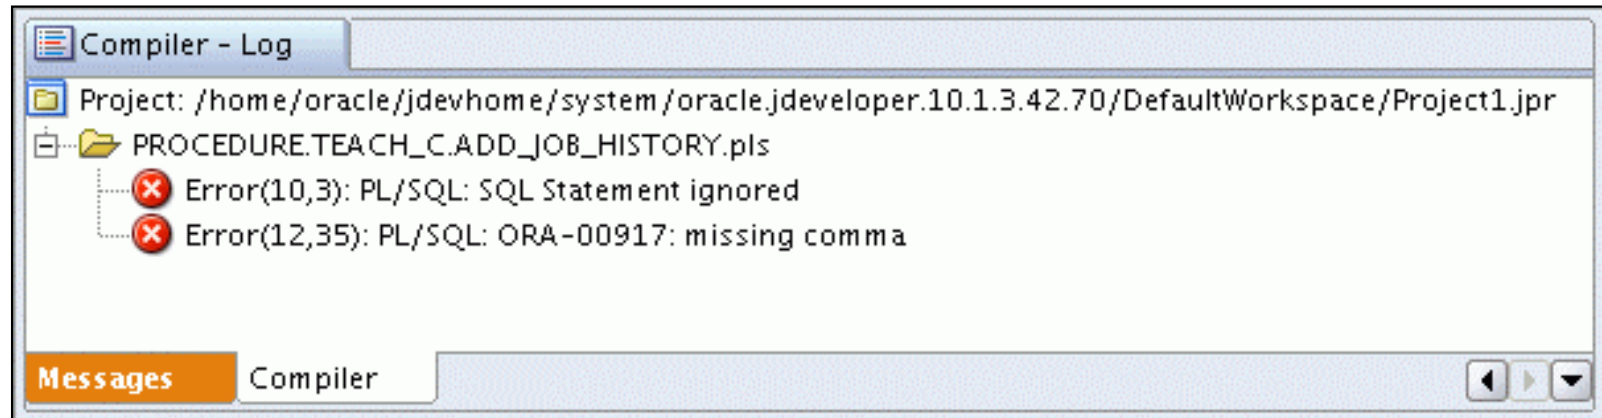 Compiler – Log
Project: /home/oracle/jdevhome/system/oracle.jdeveloper.10.1.3.42.70/DefaultWorkspace/Project1.jpr
PROCEDURE.TEACH_C.ADD_JOB_HISTORY.pls
Error(10,3): PL/SQL: SQL Statement ignored
Error(12,35): PL/SQL: ORA-00917: missing comma
Messages Compiler